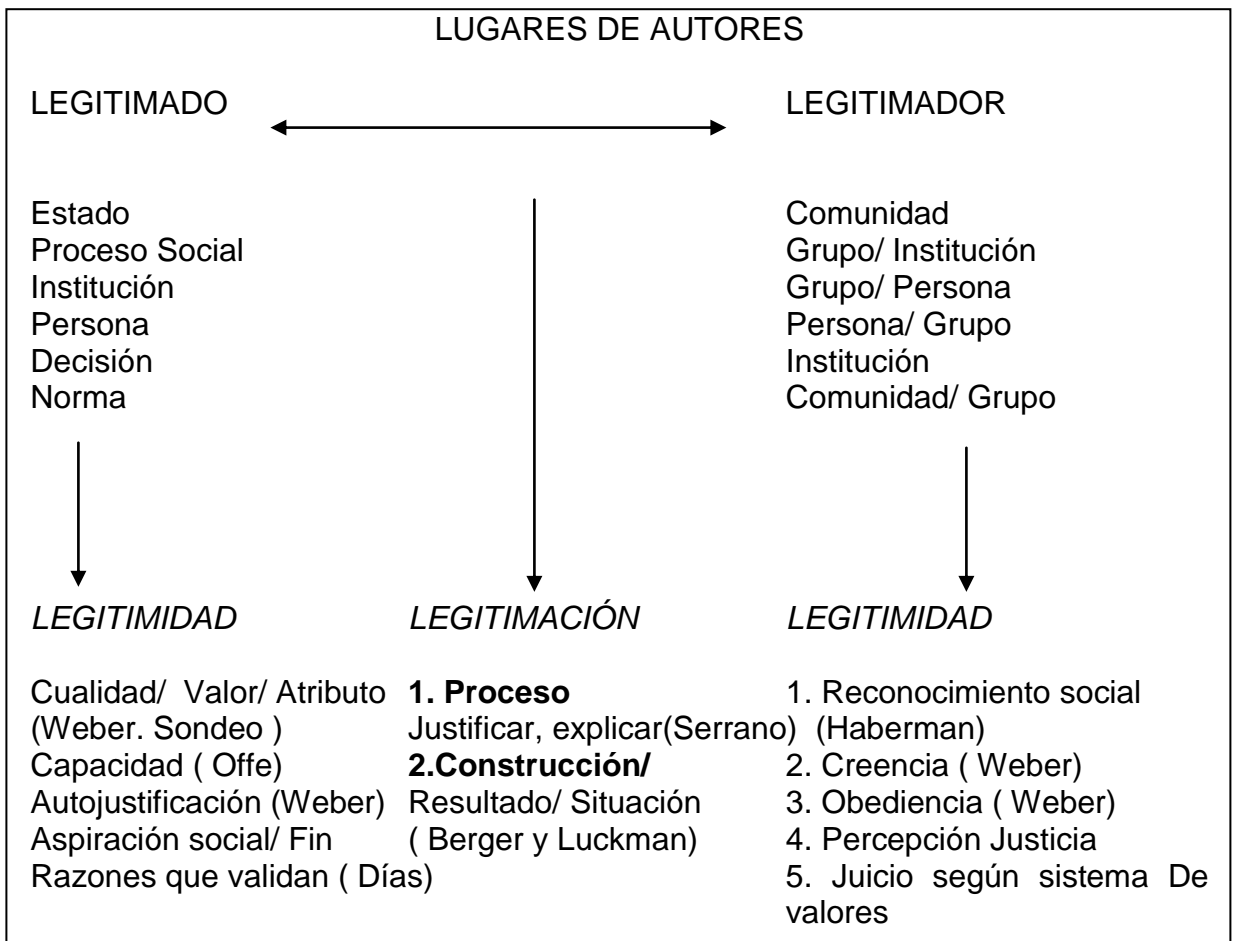 LUGARES DE AUTORES
LEGITIMADO
LEGITIMADOR
Estado
Proceso Social
Institución
Persona
Decisión
Norma
Comunidad
Grupo/ Institución
Grupo/ Persona
Persona/ Grupo
Institución
Comunidad/ Grupo
LEGITIMIDAD
Cualidad/ Valor/ Atributo
(Weber. Sondeo )
Capacidad ( Offe)
Autojustificación (Weber)
Aspiración social/ Fin
Razones que validan ( Días)
LEGITIMACIÓN
1. Proceso
Justificar, explicar(Serrano)
2.Construcción/
Resultado/ Situación
( Berger y Luckman)
LEGITIMIDAD
1. Reconocimiento social
(Haberman)
2. Creencia ( Weber)
3. Obediencia ( Weber)
4. Percepción Justicia
5. Juicio según sistema De
valores